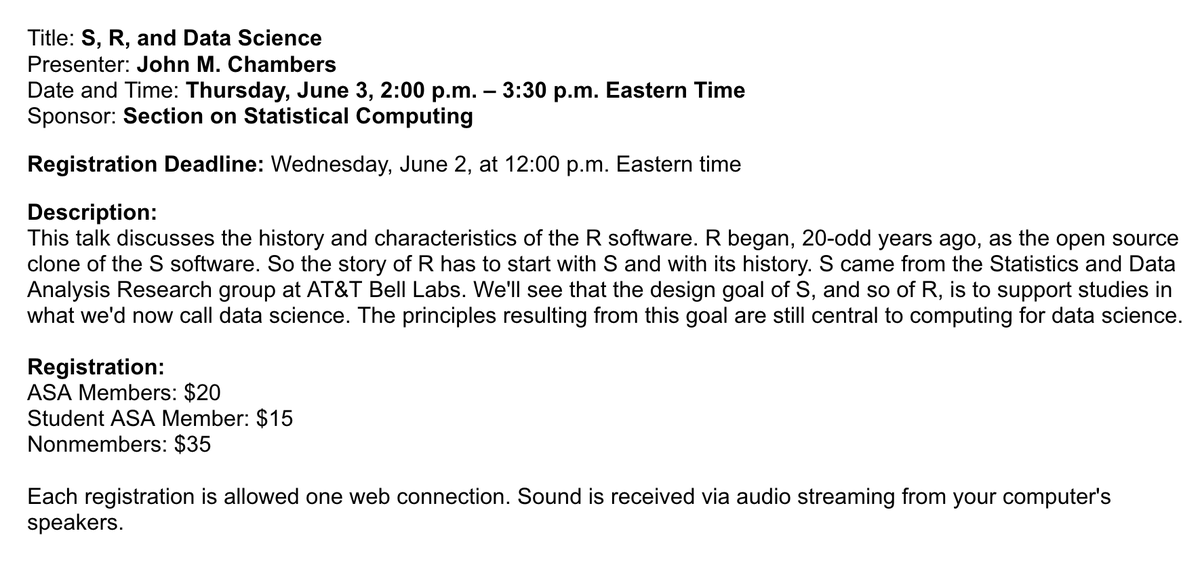 Title: S, R, and Data Science
Presenter: John M. Chambers
Date and Time: Thursday, June 3, 2:00 p.m. – 3:30 p.m. Eastern Time
Sponsor: Section on Statistical Computing
Registration Deadline: Wednesday, June 2, at 12:00 p.m. Eastern time
Description:
This talk discusses the history and characteristics of the R software. R began, 20-odd years ago, as the open source
clone of the S software. So the story of R has to start with S and with its history. S came from the Statistics and Data
Analysis Research group at AT&T Bell Labs. We'll see that the design goal of S, and so of R, is to support studies in
what we'd now call data science. The principles resulting from this goal are still central to computing for data science.
Registration:
ASA Members: $20
Student ASA Member: $15
Nonmembers: $35
Each registration is allowed one web connection. Sound is received via audio streaming from your computer's
speakers.